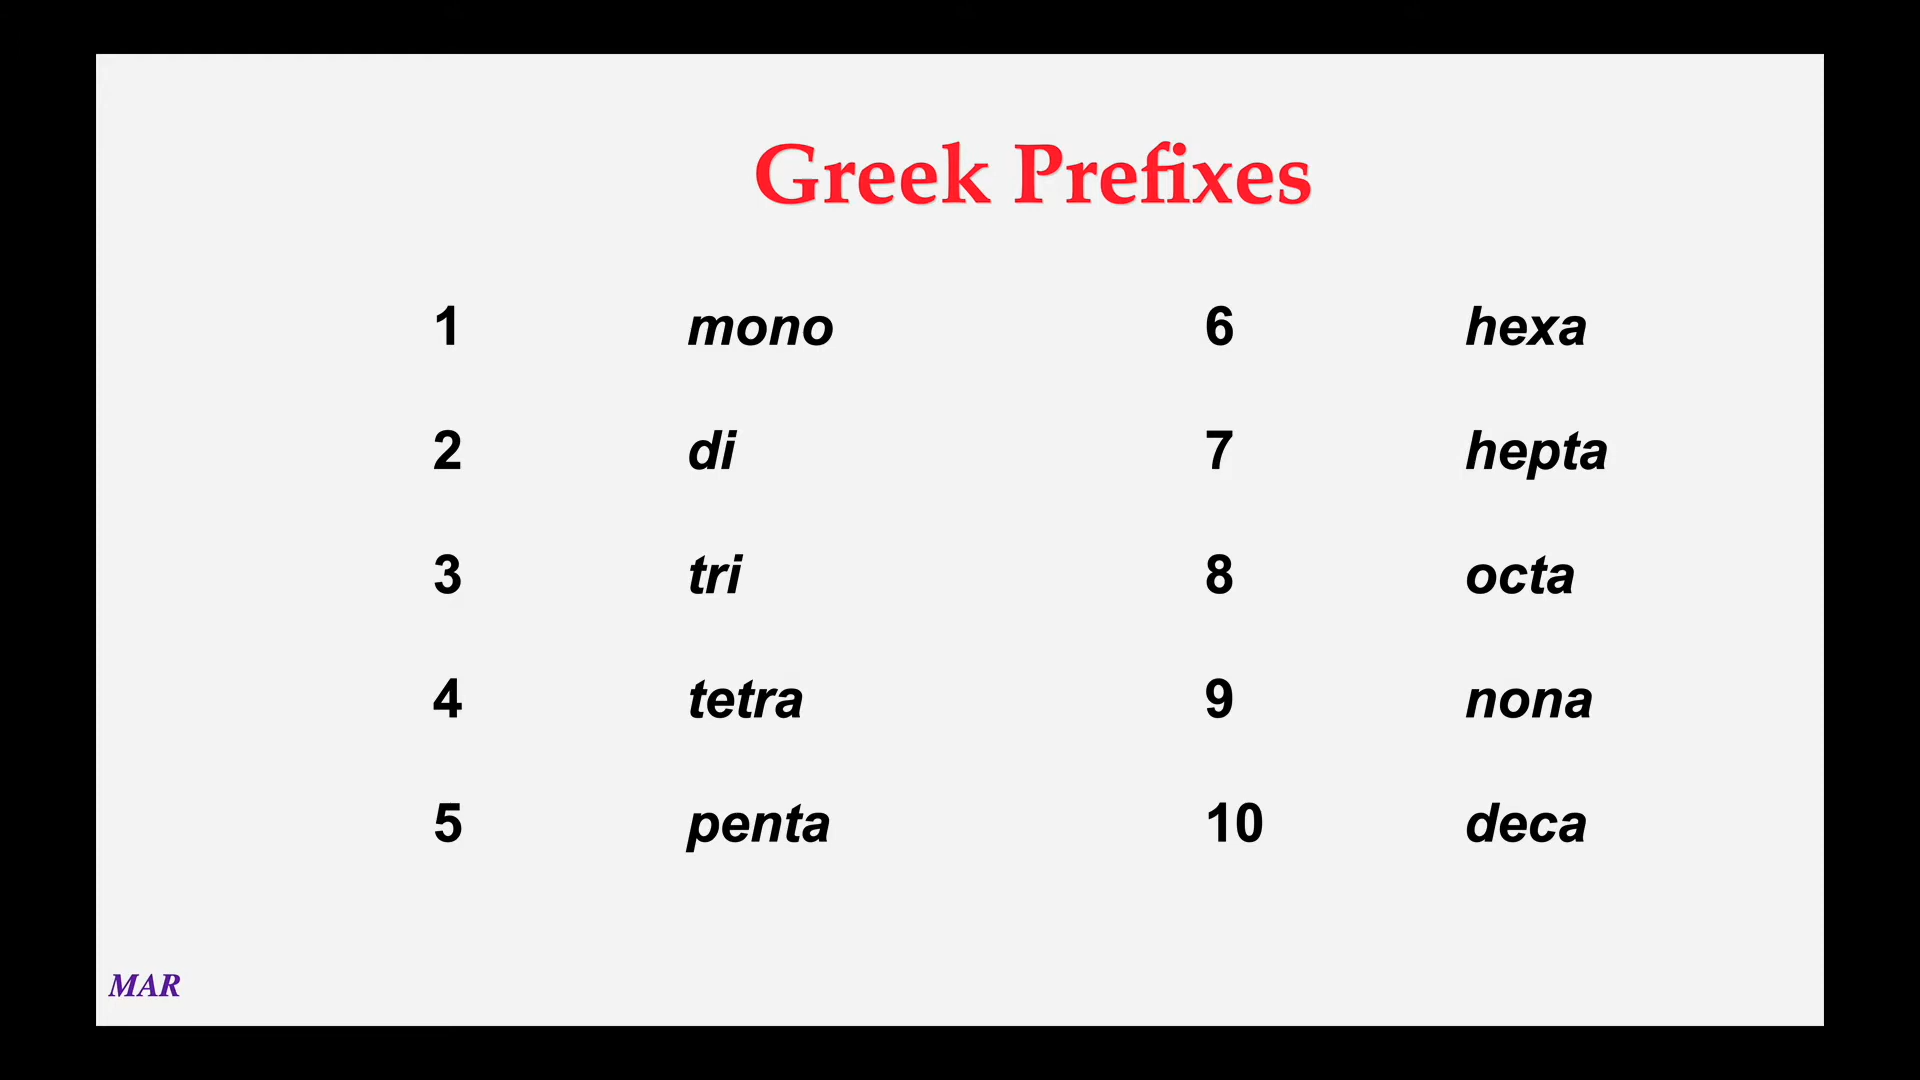 Greek Prefixes
1 mono 6 hexa
2 di 7 hepta
3 tri 8 octa
4 tetra 9 nona
5 penta 10 deca
MAR